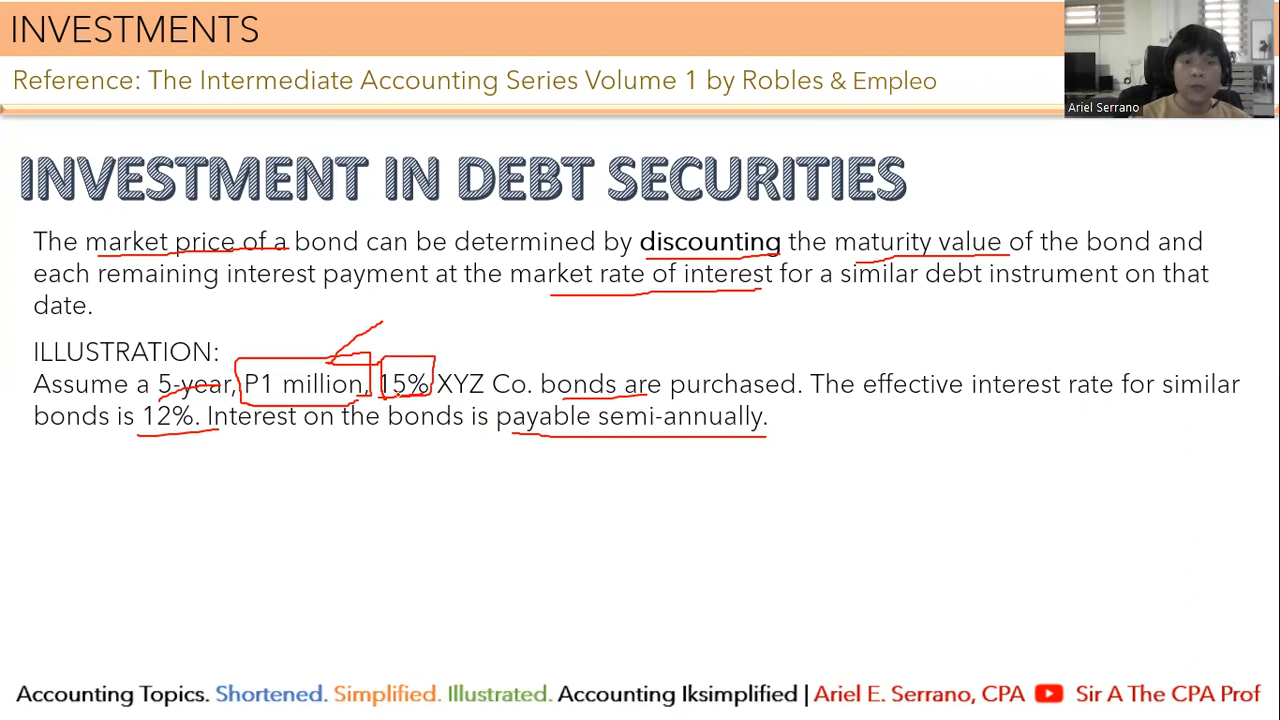 INVESTMENTS
Reference: The Intermediate Accounting Series Volume 1 by Robles & Empleo
Ariel Serrano
INVESTMENT IN DEBT SECURITIES
The market price of a bond can be determined by discounting the maturity value of the bond and
each remaining interest payment at the market rate of interest for a similar debt instrument on that
date.
ILLUSTRATION:
Assume a 5-year, P1 million, 15% XYZ Co. bonds are purchased. The effective interest rate for similar
bonds is 12%. Interest on the bonds is payable semi-annually.
Accounting Topics. Shortened. Simplified. Illustrated. Accounting Iksimplified | Ariel E. Serrano, CPA Sir A The CPA Prof